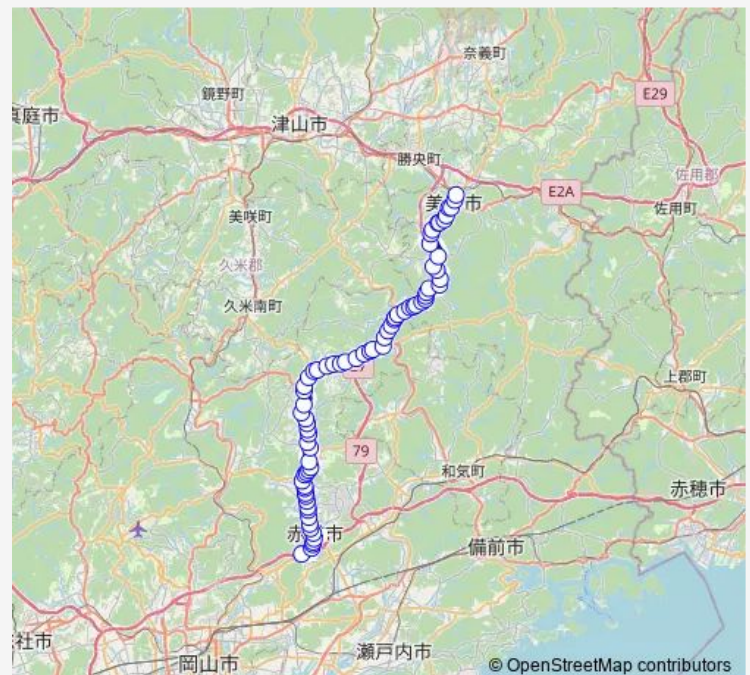 奈義町
鏡野町
E29
真庭市
津山市
勝央町
佐用郡
E2A
美 市
佐用町
美咲町
久米郡
久米南町
上郡町
79
和気町
赤穂市
赤 市
備前市
社市
瀬戸内市
岡山市
© OpenStreetMap contributors